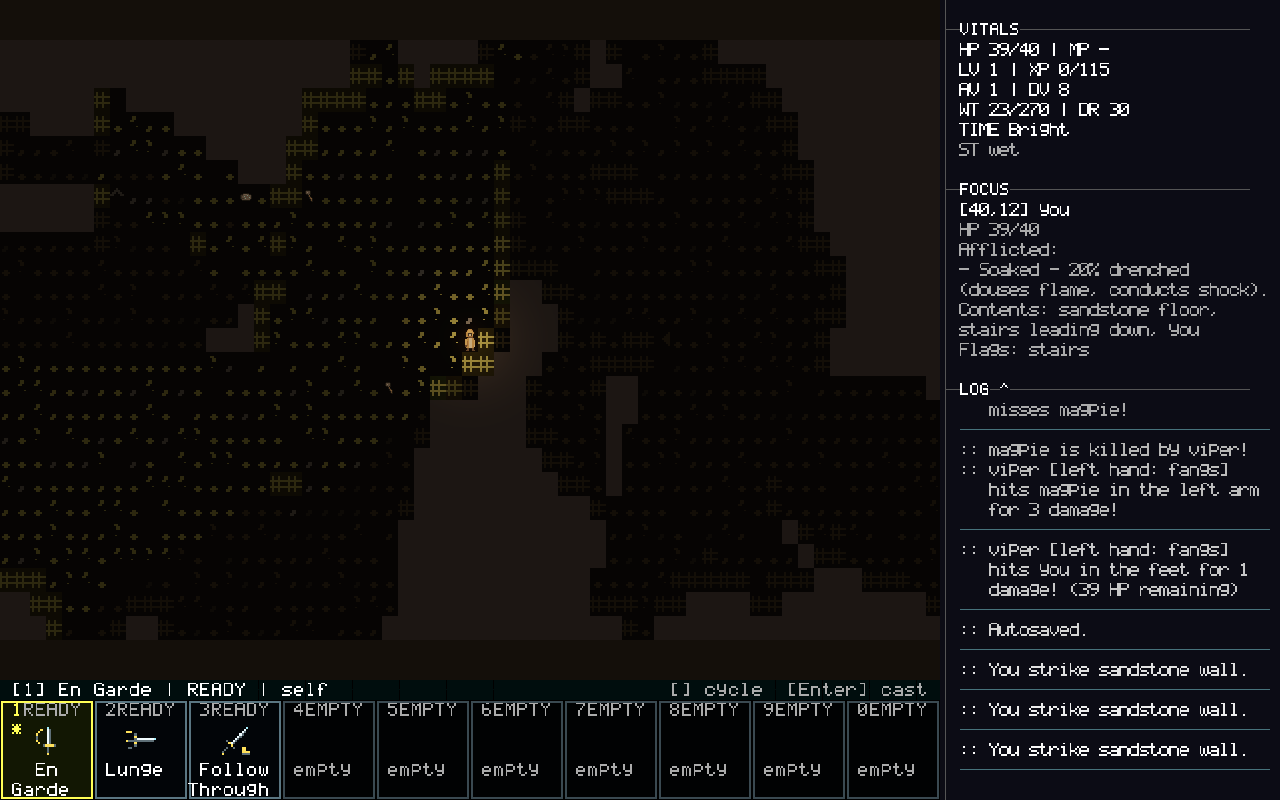 VITALS
HP 39/40 | MP -
LV 1 | XP 0/115
AV 1 | DV 8
WT 23/270 | DR 30
TIME Bright
ST wet
FOCUS
[40,12] You
HP 39/40
Afflicted:
- Soaked - 20% drenched
(douses flame, conducts shock).
Contents: sandstone floor,
stairs leading down, You
Flags: stairs
LOG ^
misses magpie!
:: magpie is killed by viper!
:: viper [left hand: fangs]
hits magpie in the left arm
for 3 damage!
:: viper [left hand: fangs]
hits you in the feet for 1
damage! (39 HP remaining)
:: Autosaved.
:: You strike sandstone wall.
:: You strike sandstone wall.
:: You strike sandstone wall.
[1] En Garde | READY | self [] cycle [Enter] cast
1READY 2READY 3READY 4EMPTY 5EMPTY 6EMPTY 7EMPTY 8EMPTY 9EMPTY 0EMPTY
*
En Garde
Lunge
Follow Through
empty empty empty empty empty empty empty